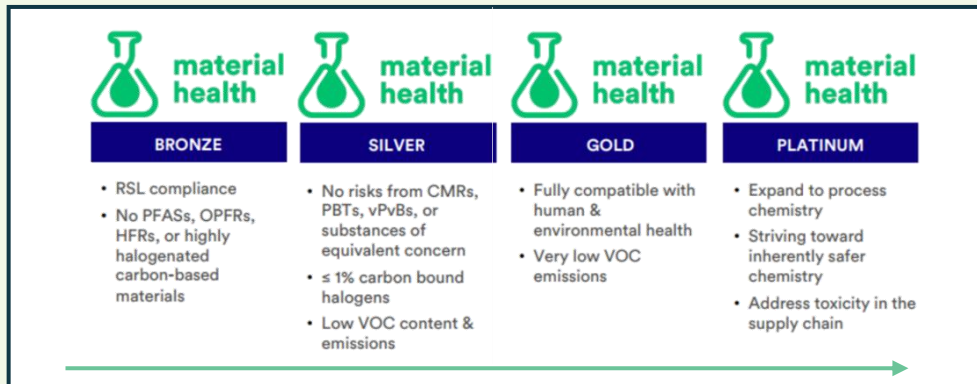 material
health
BRONZE
• RSL compliance
• No PFASs, OPFRs,
HFRs, or highly
halogenated
carbon-based
materials
material
health
SILVER
• No risks from CMRs,
PBTs, vPvBs, or
substances of
equivalent concern
• ≤ 1% carbon bound
halogens
• Low VOC content &
emissions
material
health
GOLD
• Fully compatible with
human &
environmental health
• Very low VOC
emissions
material
health
PLATINUM
• Expand to process
chemistry
• Striving toward
inherently safer
chemistry
• Address toxicity in the
supply chain